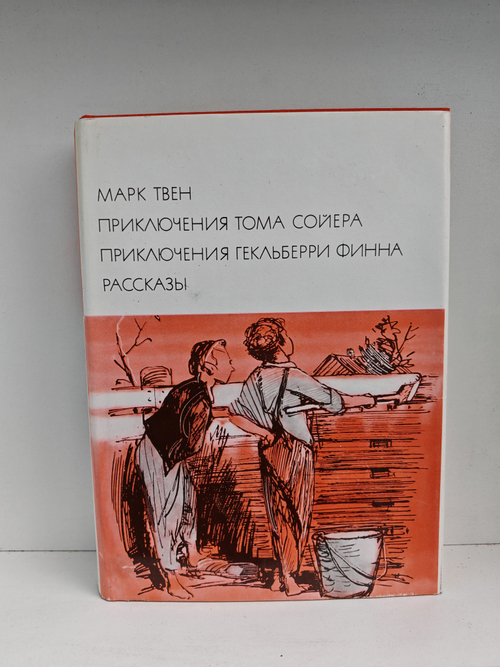 МАРК ТВЕН
ПРИКЛЮЧЕНИЯ ТОМА СОЙЕРА
ПРИКЛЮЧЕНИЯ ГЕКЛЬБЕРРИ ФИННА
РАССКАЗЫ